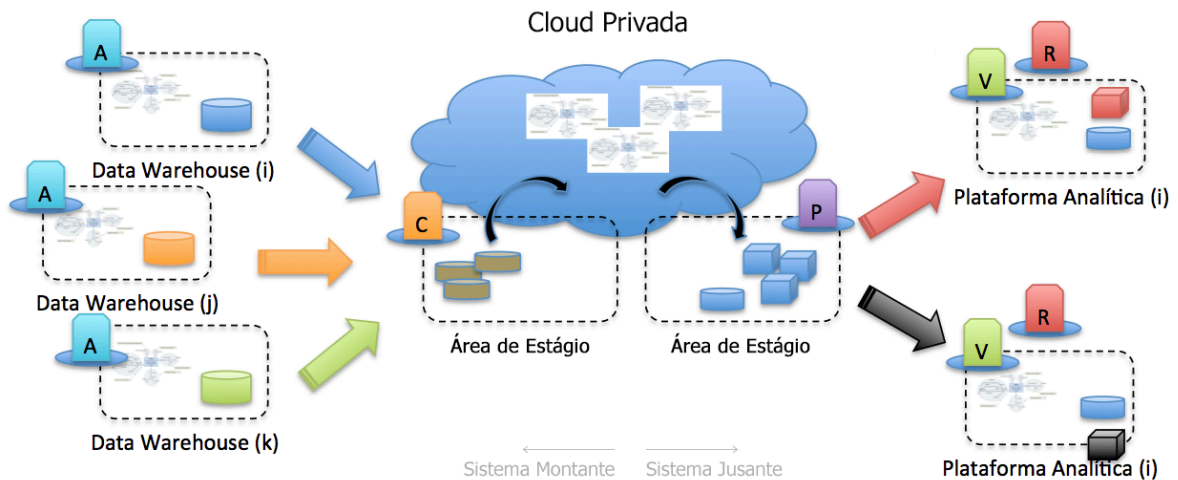 Cloud Privada
A
Data Warehouse (i)
A
Data Warehouse (j)
A
Data Warehouse (k)
C
Área de Estágio
P
Área de Estágio
Sistema Montante
Sistema Jusante
R
V
Plataforma Analítica (i)
R
V
Plataforma Analítica (i)